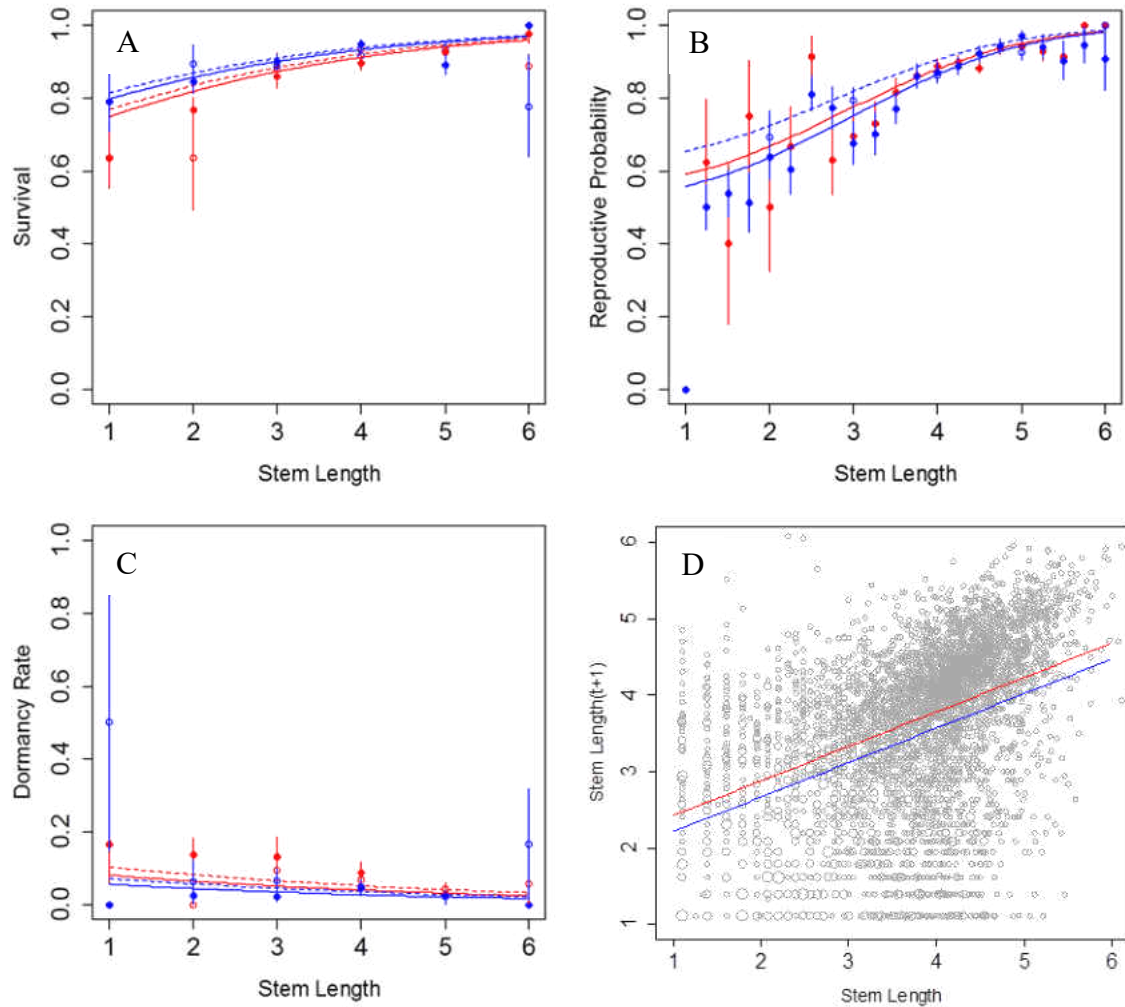 A
Survival
0.0 0.2 0.4 0.6 0.8 1.0
1 2 3 4 5 6
Stem Length
B
Reproductive Probability
0.0 0.2 0.4 0.6 0.8 1.0
1 2 3 4 5 6
Stem Length
C
Dormancy Rate
0.0 0.2 0.4 0.6 0.8 1.0
1 2 3 4 5 6
Stem Length
D
Stem Length(t+1)
1 2 3 4 5 6
1 2 3 4 5 6
Stem Length